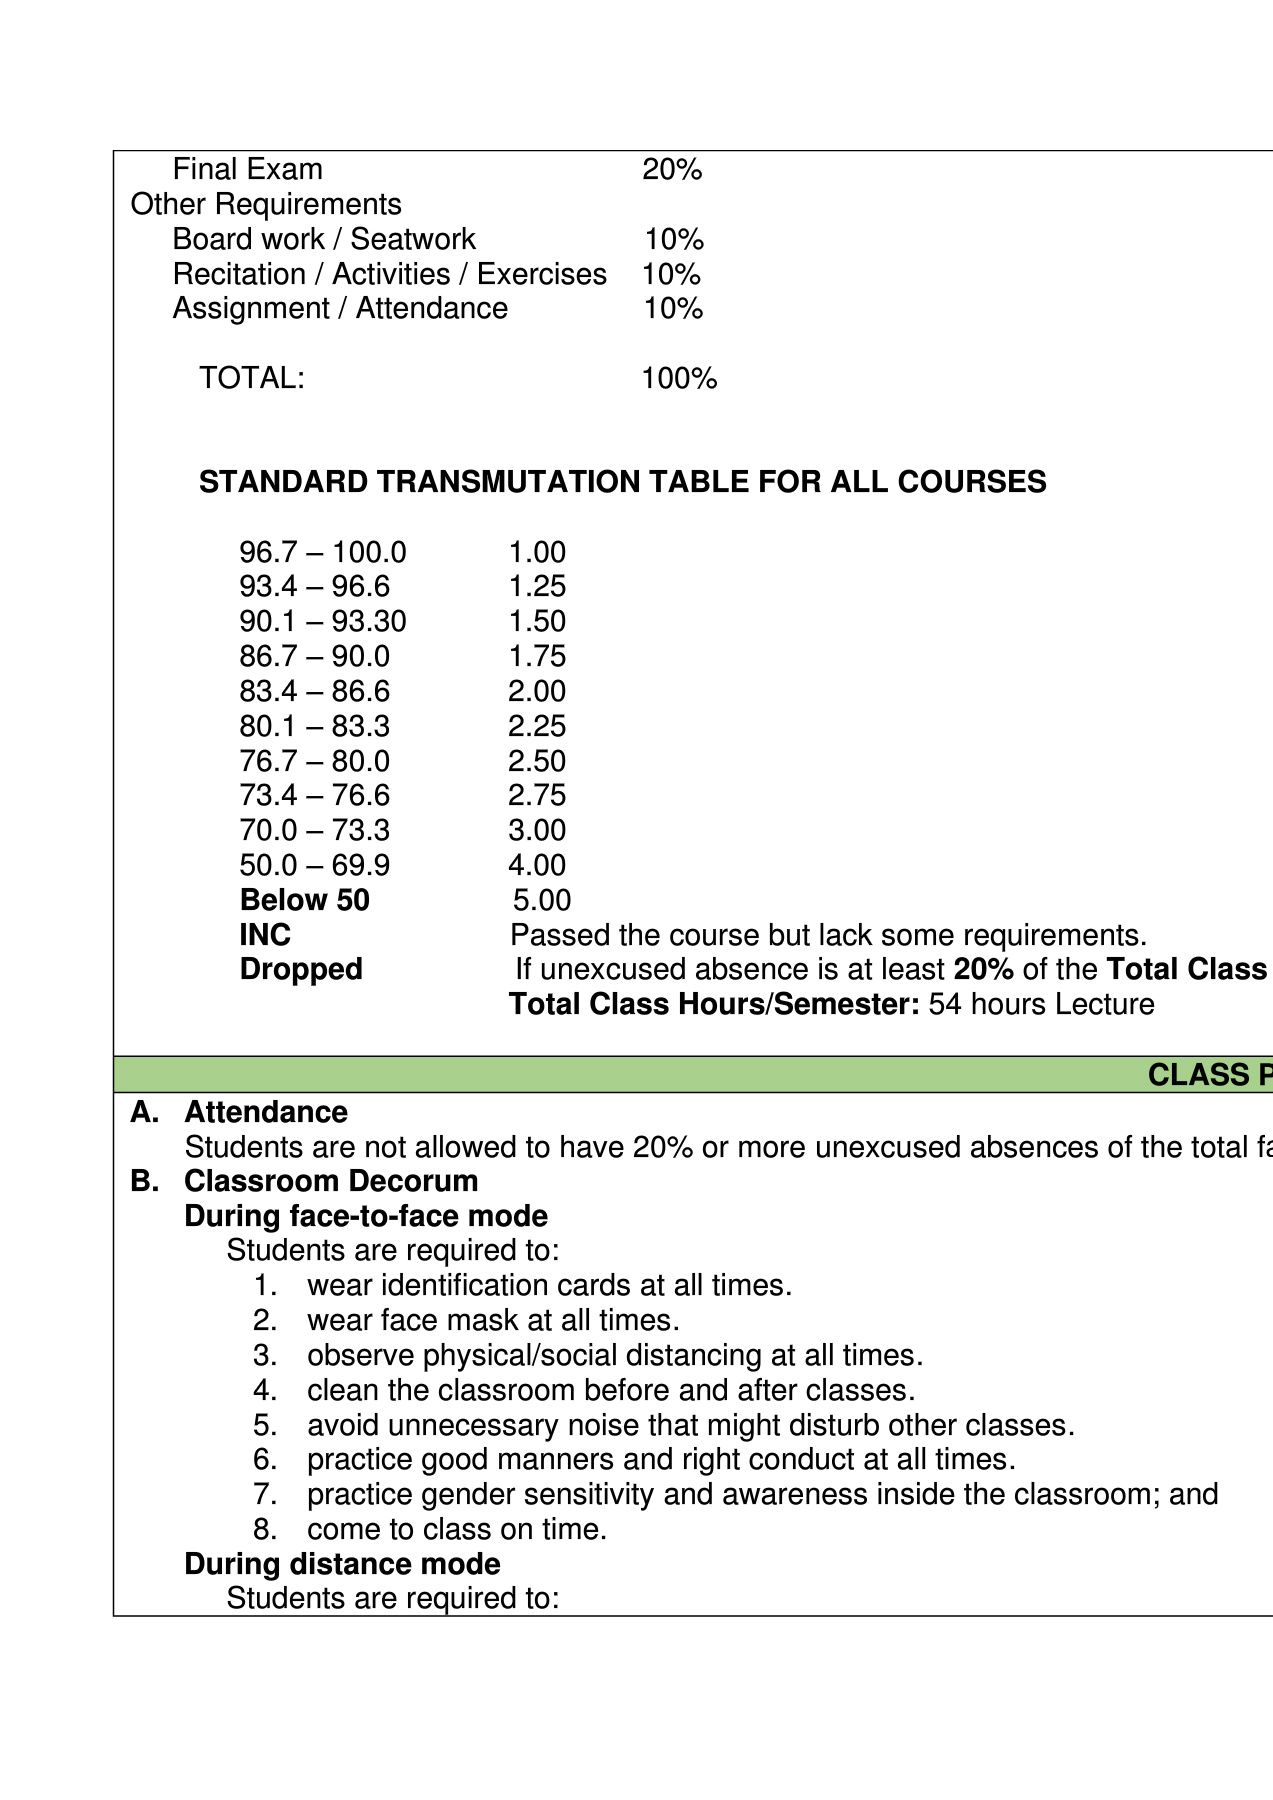 Final Exam 20%
Other Requirements
Board work / Seatwork 10%
Recitation / Activities / Exercises 10%
Assignment / Attendance 10%
TOTAL: 100%
STANDARD TRANSMUTATION TABLE FOR ALL COURSES
96.7 – 100.0 1.00
93.4 – 96.6 1.25
90.1 – 93.30 1.50
86.7 – 90.0 1.75
83.4 – 86.6 2.00
80.1 – 83.3 2.25
76.7 – 80.0 2.50
73.4 – 76.6 2.75
70.0 – 73.3 3.00
50.0 – 69.9 4.00
Below 50 5.00
INC Passed the course but lack some requirements.
Dropped If unexcused absence is at least 20% of the Total Class
Total Class Hours/Semester: 54 hours Lecture
CLASS
A. Attendance
Students are not allowed to have 20% or more unexcused absences of the total
B. Classroom Decorum
During face-to-face mode
Students are required to:
1. wear identification cards at all times.
2. wear face mask at all times.
3. observe physical/social distancing at all times.
4. clean the classroom before and after classes.
5. avoid unnecessary noise that might disturb other classes.
6. practice good manners and right conduct at all times.
7. practice gender sensitivity and awareness inside the classroom; and
8. come to class on time.
During distance mode
Students are required to: